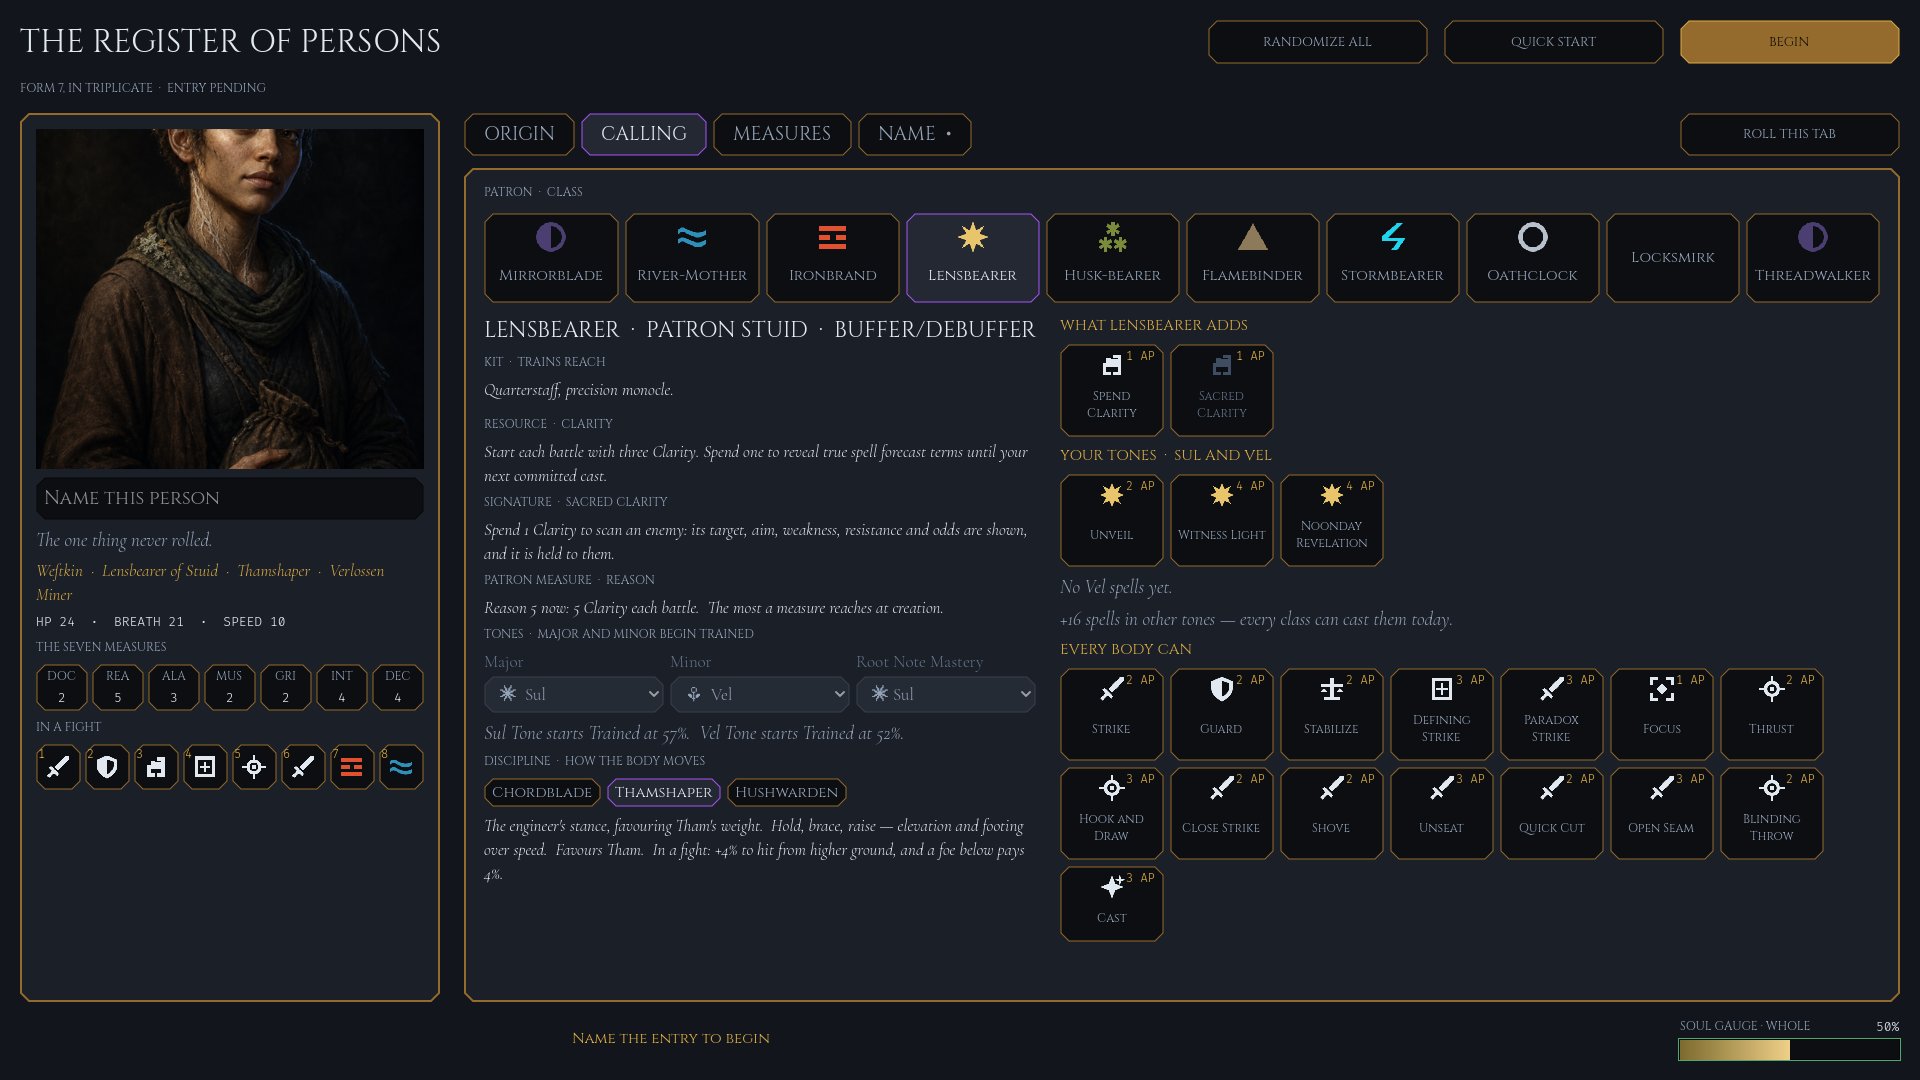 THE REGISTER OF PERSONS
RANDOMIZE ALL
QUICK START
BEGIN
FORM 7, IN TRIPLICATE · ENTRY PENDING
ORIGIN
CALLING
MEASURES
NAME •
ROLL THIS TAB
NAME THIS PERSON
The one thing never rolled.
Weftkin · Lensbearer of Stuid · Thamshaper · Verlossen
Miner
HP 24 · BREATH 21 · SPEED 10
THE SEVEN MEASURES
DOC REA ALA MUS GRI INT DEC
2 5 3 2 2 4 4
IN A FIGHT
1 2 3 4 5 6 7 8
PATRON · CLASS
MIRRORBLADE
RIVER-MOTHER
IRONBRAND
LENSBEARER
HUSK-BEARER
FLAMEBINDER
STORMBEARER
OATHCLOCK
LOCKSMIRK
THREADWALKER
LENSBEARER · PATRON STUID · BUFFER/DEBUFFER
KIT · TRAINS REACH
Quarterstaff, precision monocle.
RESOURCE · CLARITY
Start each battle with three Clarity. Spend one to reveal true spell forecast terms until your
next committed cast.
SIGNATURE · SACRED CLARITY
Spend 1 Clarity to scan an enemy: its target, aim, weakness, resistance and odds are shown,
and it is held to them.
PATRON MEASURE · REASON
Reason 5 now: 5 Clarity each battle. The most a measure reaches at creation.
TONES · MAJOR AND MINOR BEGIN TRAINED
Major
Minor
Root Note Mastery
Sul
Vel
Sul
Sul Tone starts Trained at 57%. Vel Tone starts Trained at 52%.
DISCIPLINE · HOW THE BODY MOVES
CHORDBLADE
THAMSHAPER
HUSHWARDEN
The engineer's stance, favouring Tham's weight. Hold, brace, raise — elevation and footing
over speed. Favours Tham. In a fight: +4% to hit from higher ground, and a foe below pays
4%.
WHAT LENSBEARER ADDS
1 AP
SPEND
CLARITY
1 AP
SACRED
CLARITY
YOUR TONES · SUL AND VEL
2 AP
UNVEIL
4 AP
WITNESS LIGHT
4 AP
NOONDAY
REVELATION
No Vel spells yet.
+16 spells in other tones — every class can cast them today.
EVERY BODY CAN
2 AP
STRIKE
2 AP
GUARD
2 AP
STABILIZE
3 AP
DEFINING
STRIKE
3 AP
PARADOX
STRIKE
1 AP
FOCUS
2 AP
THRUST
3 AP
HOOK AND
DRAW
2 AP
CLOSE STRIKE
2 AP
SHOVE
3 AP
UNSEAT
2 AP
QUICK CUT
3 AP
OPEN SEAM
2 AP
BLINDING
THROW
3 AP
CAST
NAME THE ENTRY TO BEGIN
SOUL GAUGE · WHOLE
50%